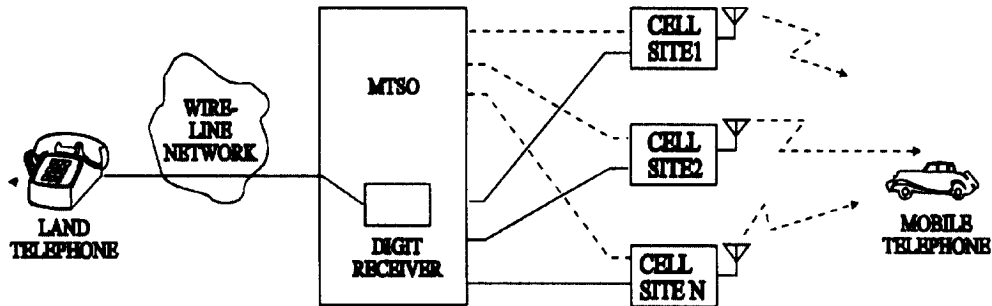 CELL
SITE1
MTSO
WIRE-
LINE
NETWORK
CELL
SITE2
LAND
TELEPHONE
DIGIT
RECEIVER
MOBILE
TELEPHONE
CELL
SITE N